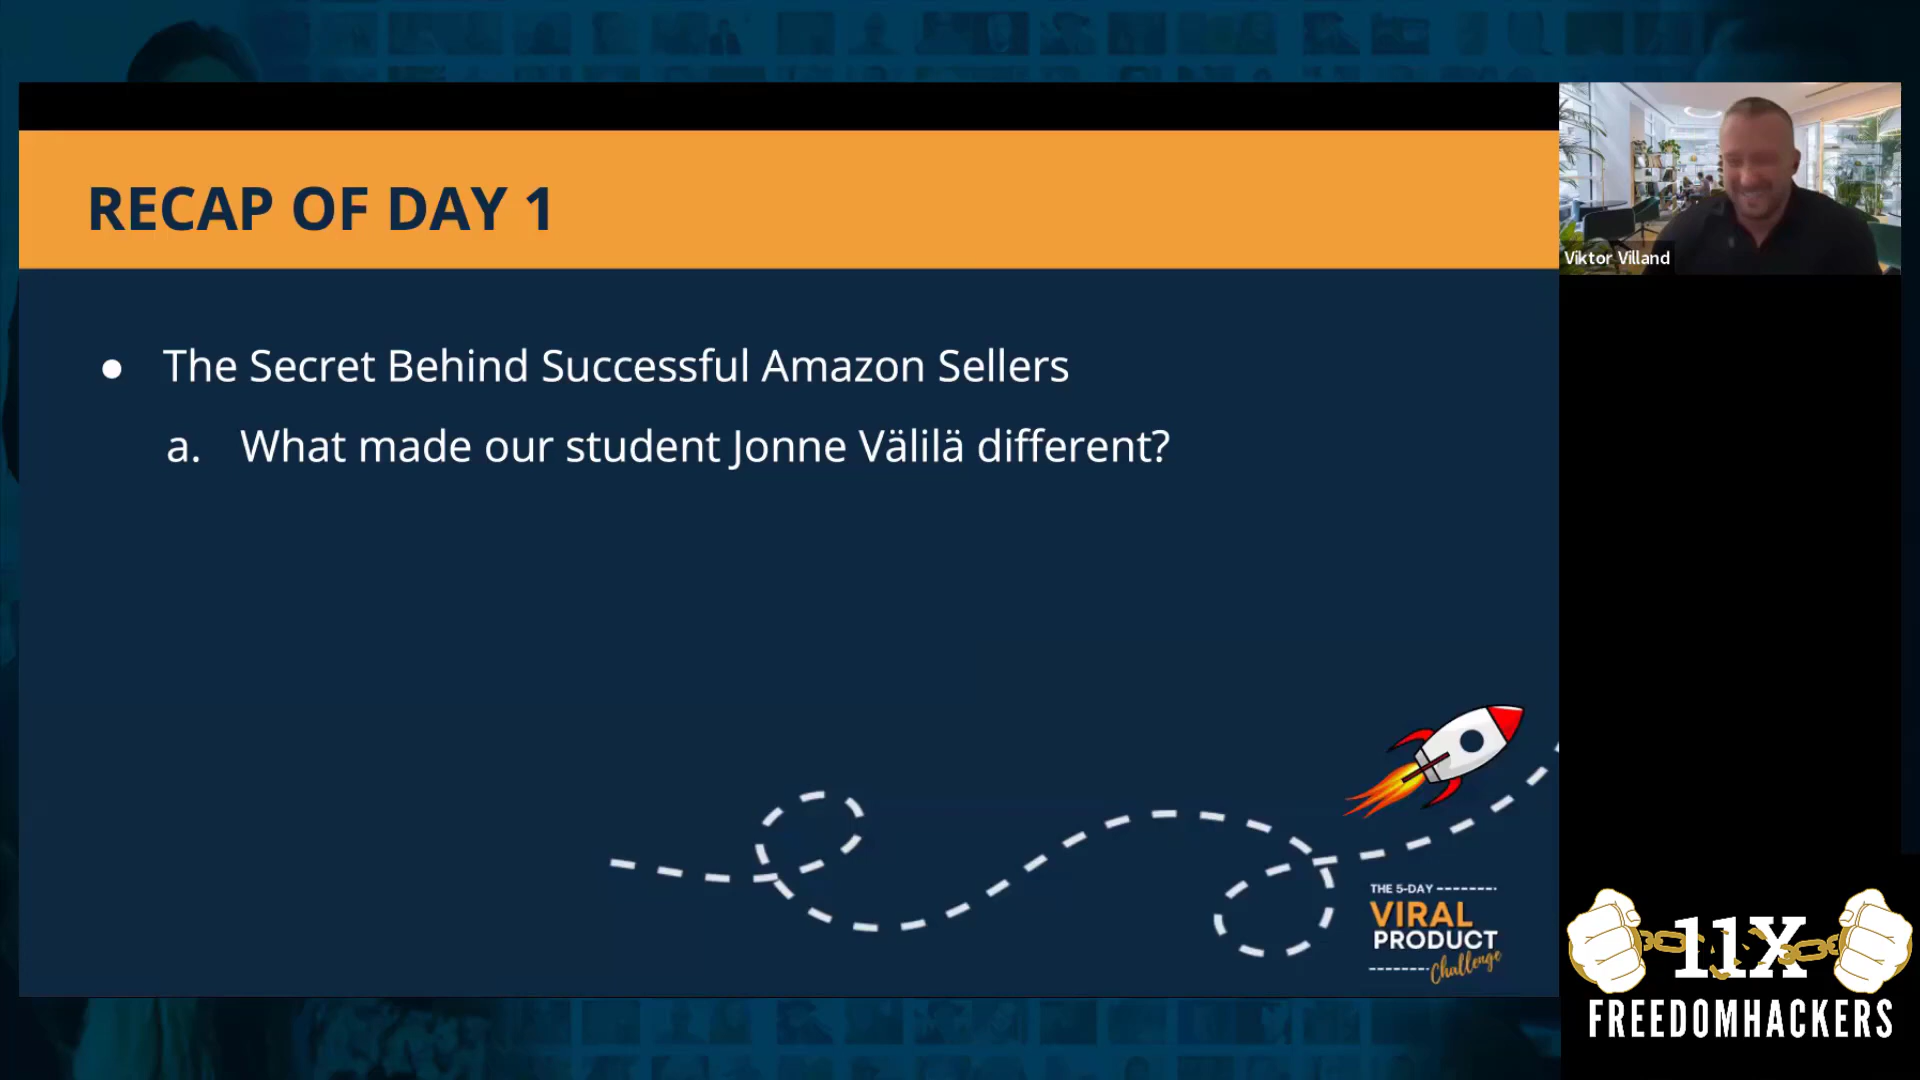 RECAP OF DAY 1
Viktor Villand
● The Secret Behind Successful Amazon Sellers
a. What made our student Jonne Välilä different?
THE 5-DAY
VIRAL
PRODUCT
Challenge
11X
FREEDOMHACKERS